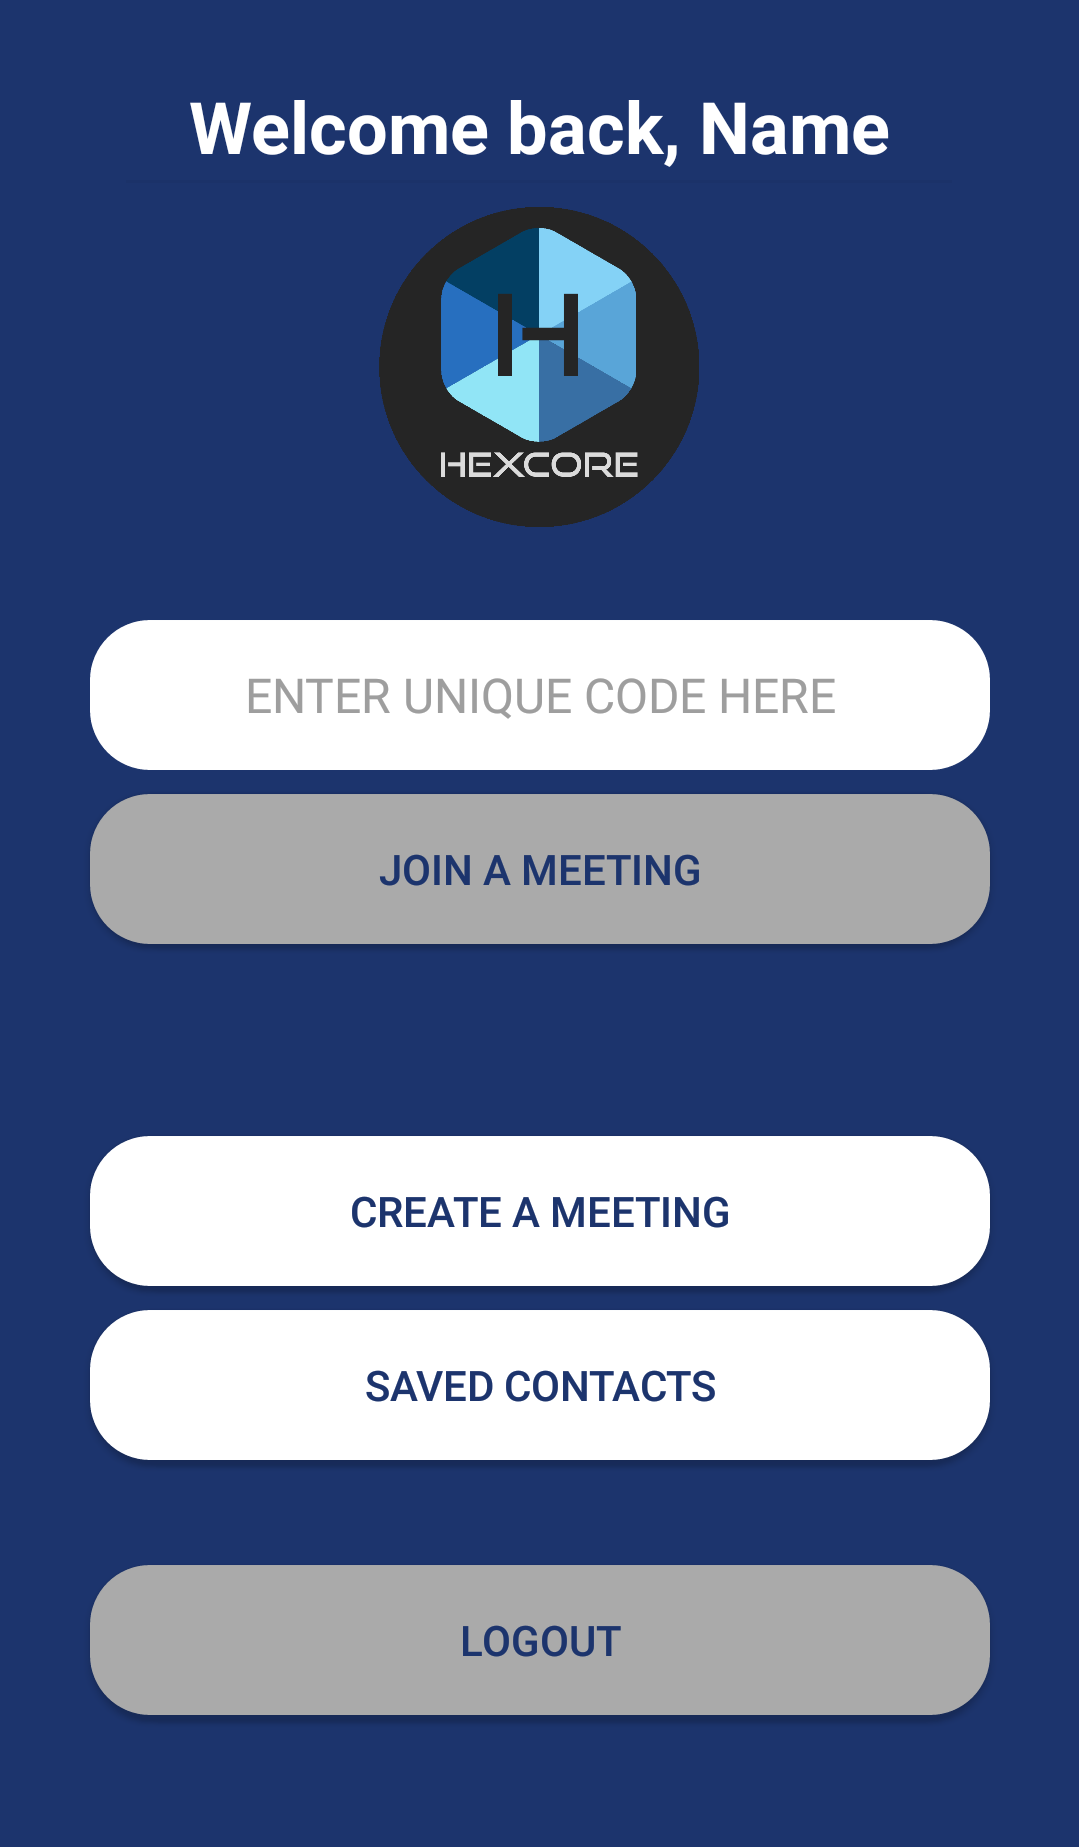 Welcome back, Name
H
HEXCORE
ENTER UNIQUE CODE HERE
JOIN A MEETING
CREATE A MEETING
SAVED CONTACTS
LOGOUT